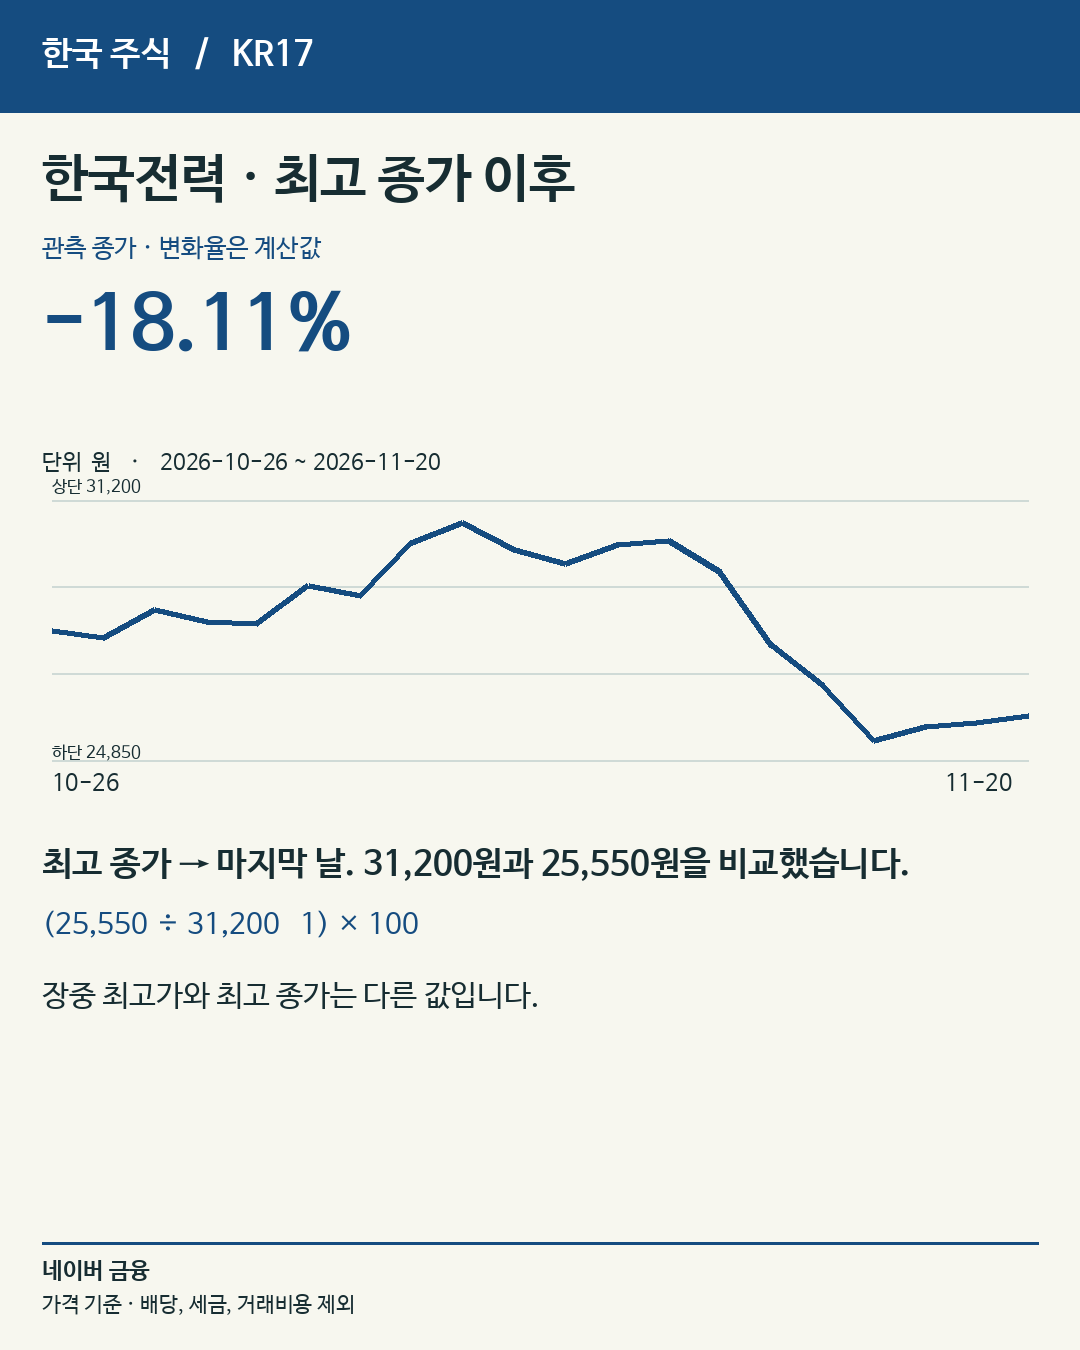 한국 주식 / KR17
한국전력 · 최고 종가 이후
관측 종가 · 변화율은 계산값
-18.11%
단위 원 · 2026-10-26 ~ 2026-11-20
상단 31,200
하단 24,850
10-26
11-20
최고 종가 → 마지막 날. 31,200원과 25,550원을 비교했습니다.
(25,550 ÷ 31,200 1) × 100
장중 최고가와 최고 종가는 다른 값입니다.
네이버 금융
가격 기준 · 배당, 세금, 거래비용 제외